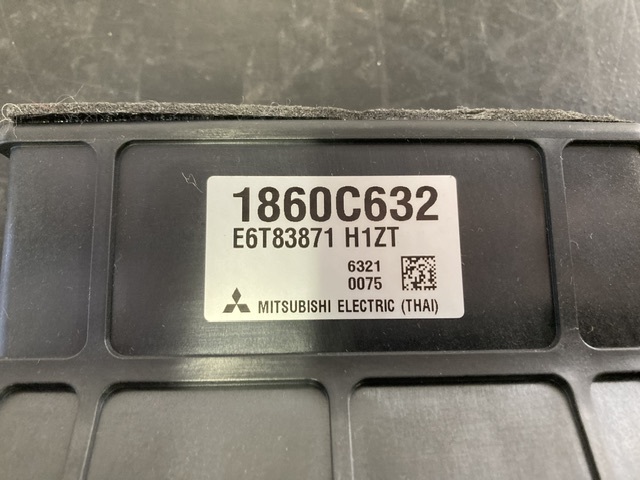 1860C632
E6T83871 H1ZT
6321
0075
MITSUBISHI ELECTRIC (THAI)